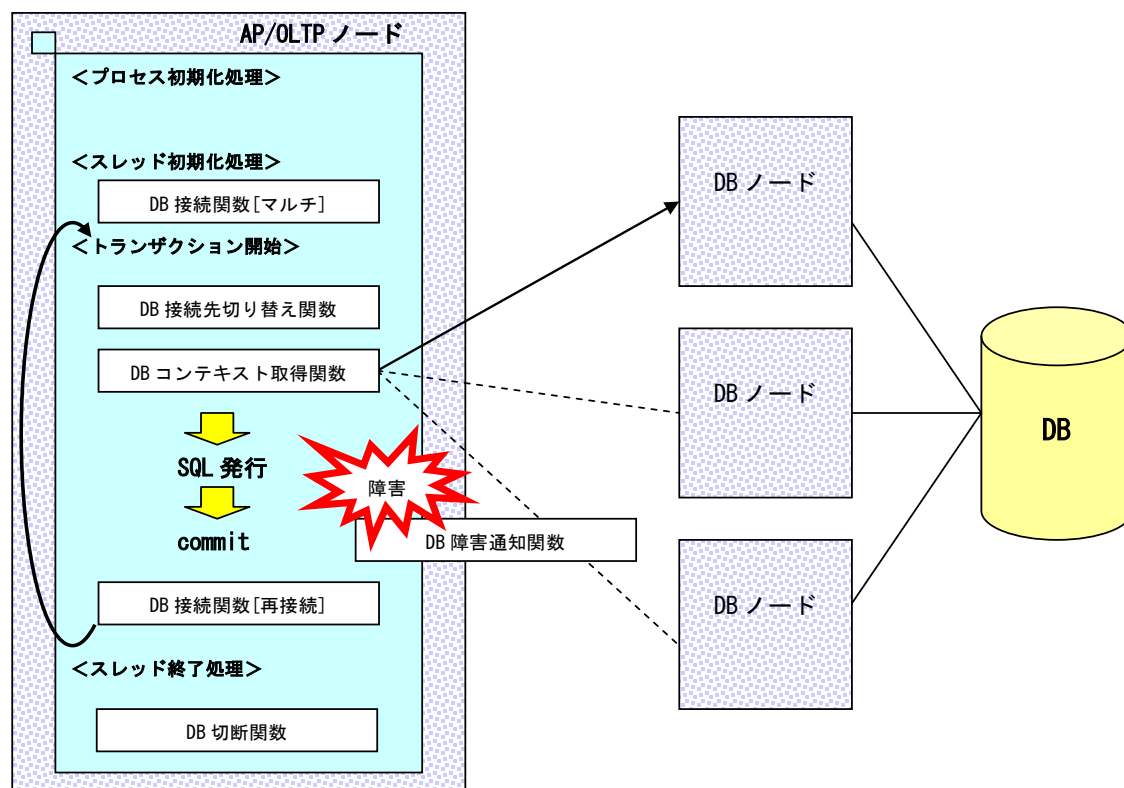 AP/OLTP ノード
＜プロセス初期化処理＞
＜スレッド初期化処理＞
DB 接続関数[マルチ]
＜トランザクション開始＞
DB 接続先切り替え関数
DB コンテキスト取得関数
SQL 発行
障害
commit
DB 障害通知関数
DB 接続関数[再接続]
＜スレッド終了処理＞
DB 切断関数
DB ノード
DB ノード
DB ノード
DB